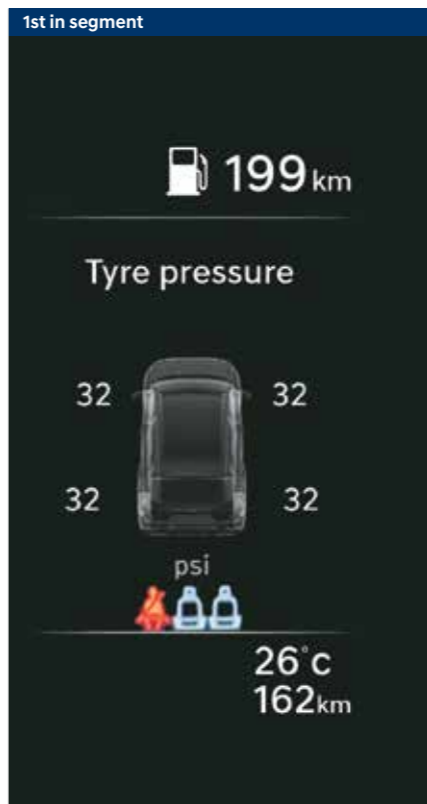 1st in segment
199 km
Tyre pressure
32 32
32 32
psi
26°c
162km